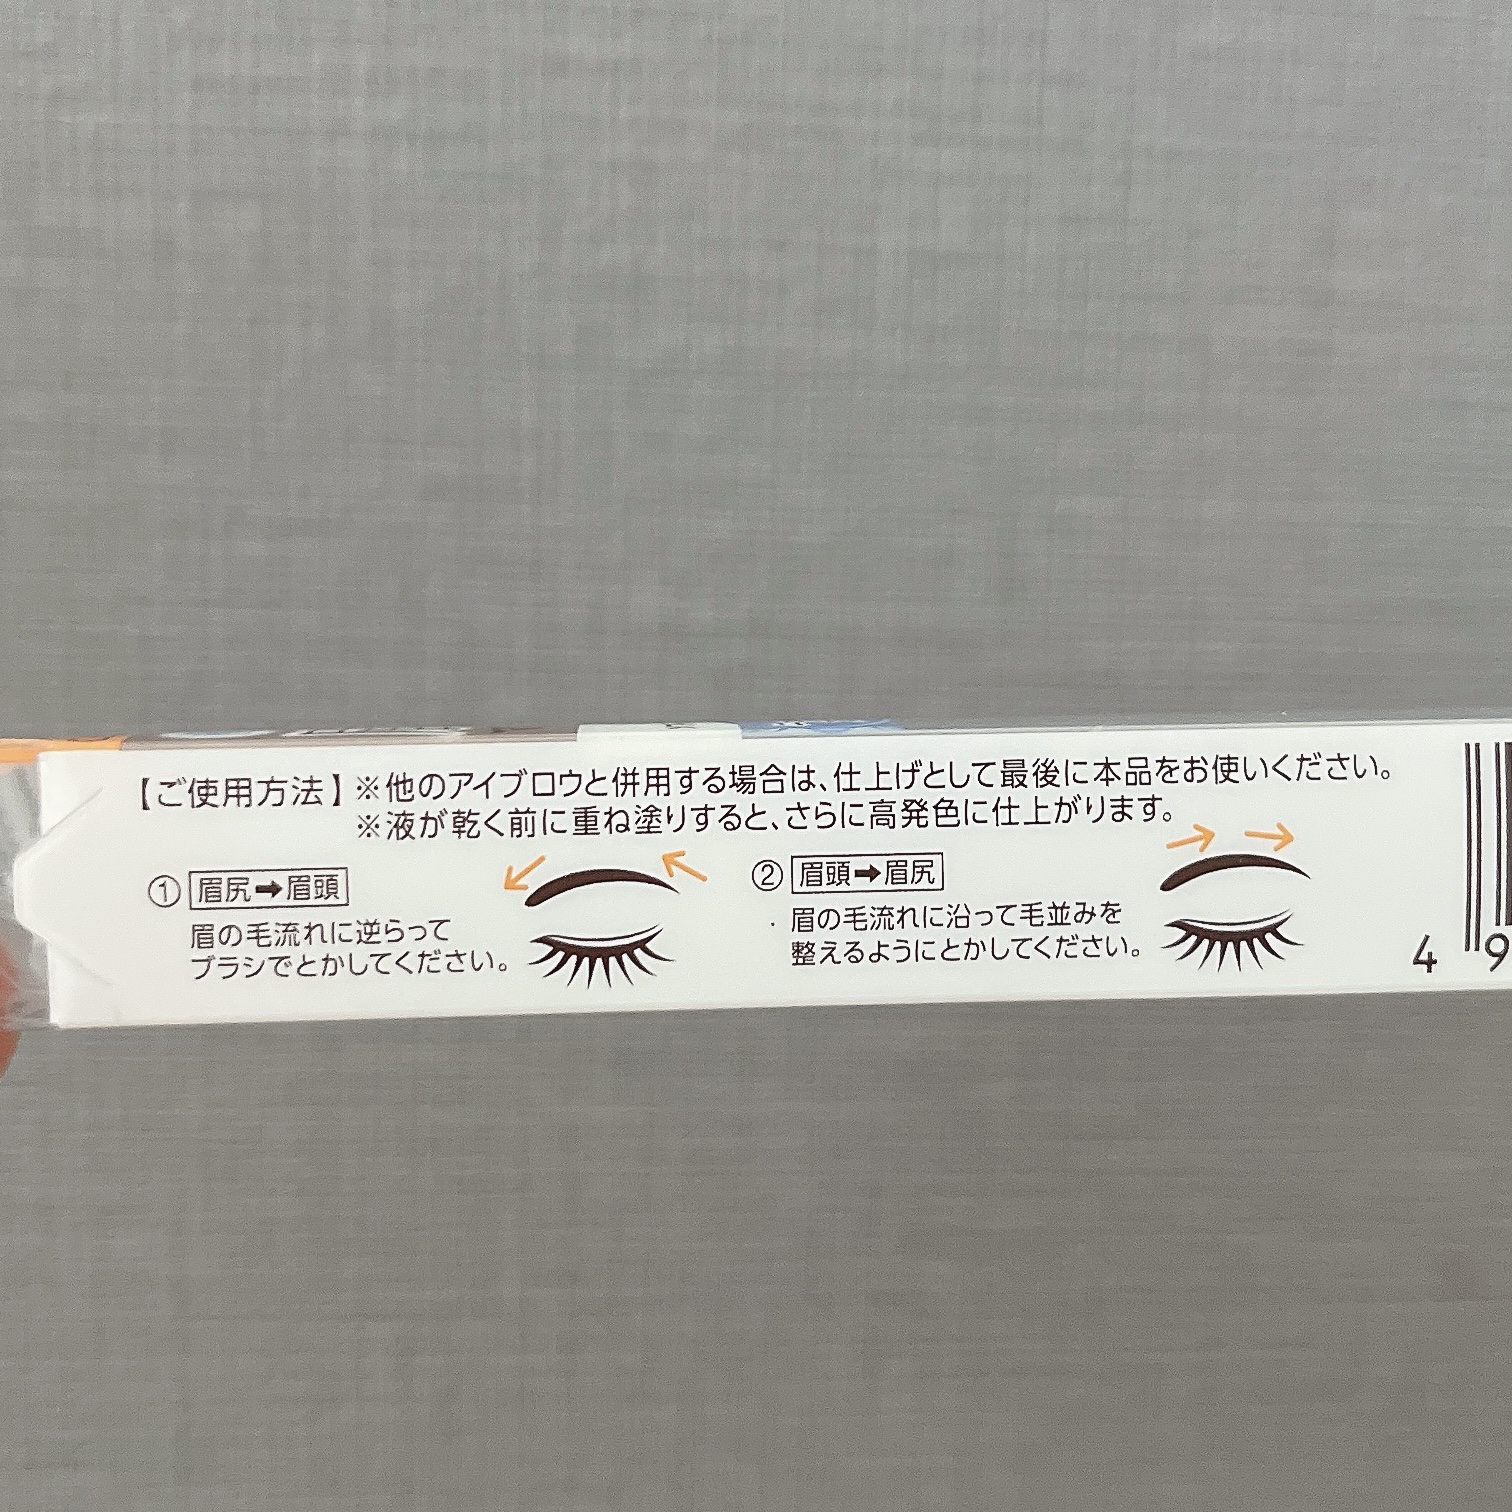 【ご使用方法】※他のアイブロウと併用する場合は、仕上げとして最後に本品をお使いください。
※液が乾く前に重ね塗りすると、さらに高発色に仕上がります。
① 眉尻➡眉頭
眉の毛流れに逆らって
ブラシでとかしてください。
② 眉頭➡眉尻
眉の毛流れに沿って毛並みを
整えるようにとかしてください。
4 9